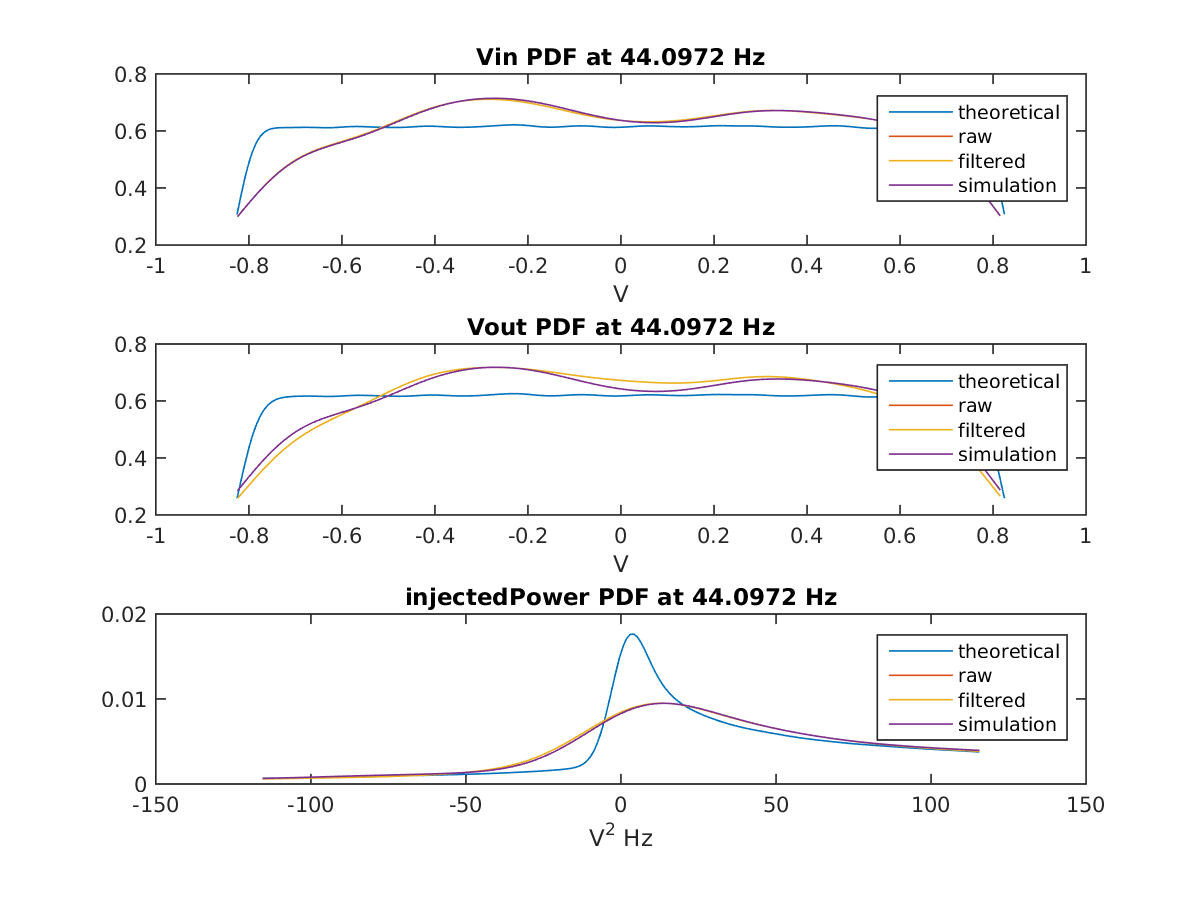 Vin PDF at 44.0972 Hz
0.8
0.6
0.4
0.2
theoretical
raw
filtered
simulation
-1 -0.8 -0.6 -0.4 -0.2 0 0.2 0.4 0.6 0.8 1
V
Vout PDF at 44.0972 Hz
0.8
0.6
0.4
0.2
theoretical
raw
filtered
simulation
-1 -0.8 -0.6 -0.4 -0.2 0 0.2 0.4 0.6 0.8 1
V
injectedPower PDF at 44.0972 Hz
0.02
0.01
0
theoretical
raw
filtered
simulation
-150 -100 -50 0 50 100 150
V² Hz